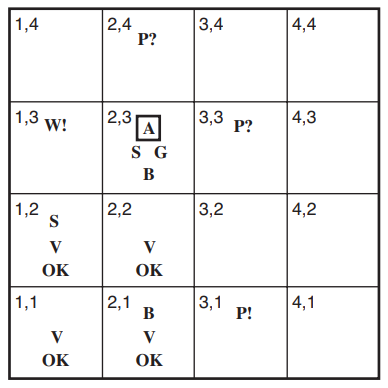 1,4 2,4 P? 3,4 4,4
1,3 W! 2,3 A 3,3 P? 4,3
S G
B
1,2 S 2,2 3,2 4,2
V V
OK OK
1,1 2,1 B 3,1 P! 4,1
V V
OK OK